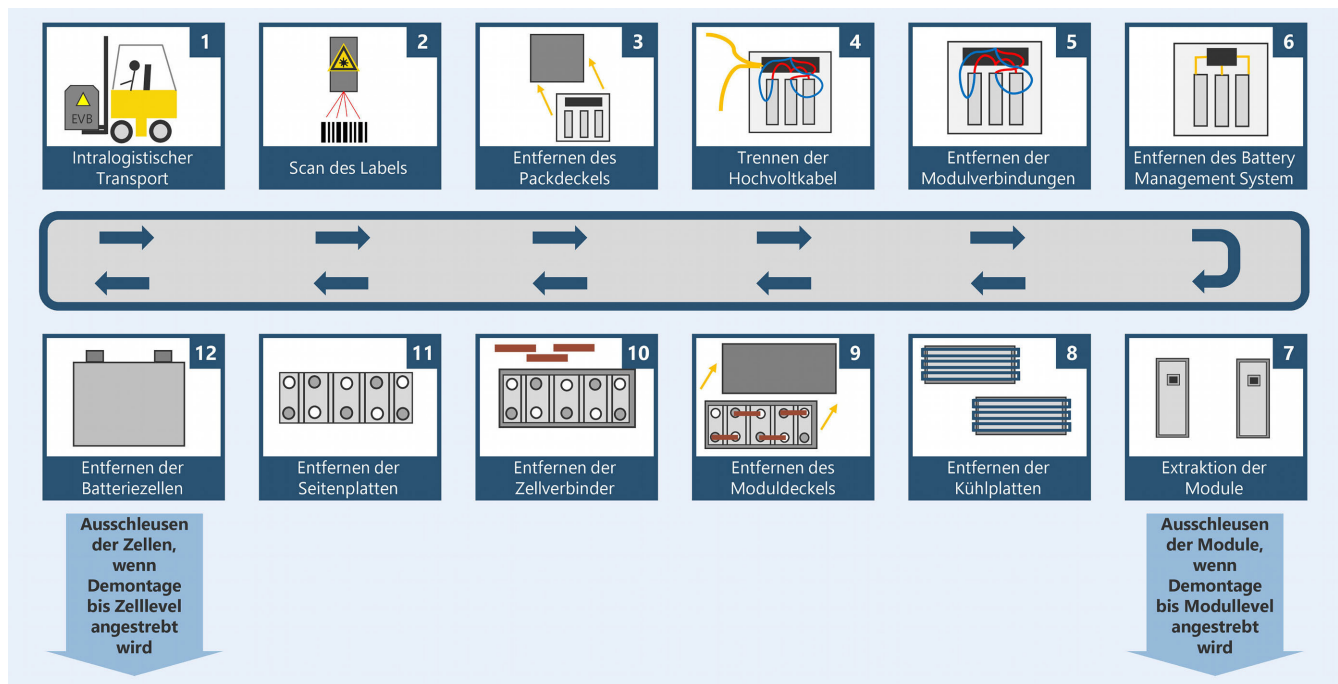 1
EVB
Intralogistischer
Transport
2
Scan des Labels
3
Entfernen des
Packdeckels
4
Trennen der
Hochvoltkabel
5
Entfernen der
Modulverbindungen
6
Entfernen des Battery
Management System
12
Entfernen der
Batteriezellen
11
Entfernen der
Seitenplatten
10
Entfernen der
Zellverbinder
9
Entfernen des
Moduldeckels
8
Entfernen der
Kühlplatten
7
Extraktion der
Module
Ausschleusen
der Zellen,
wenn
Demontage
bis Zelllevel
angestrebt
wird
Ausschleusen
der Module,
wenn
Demontage
bis Modullevel
angestrebt
wird